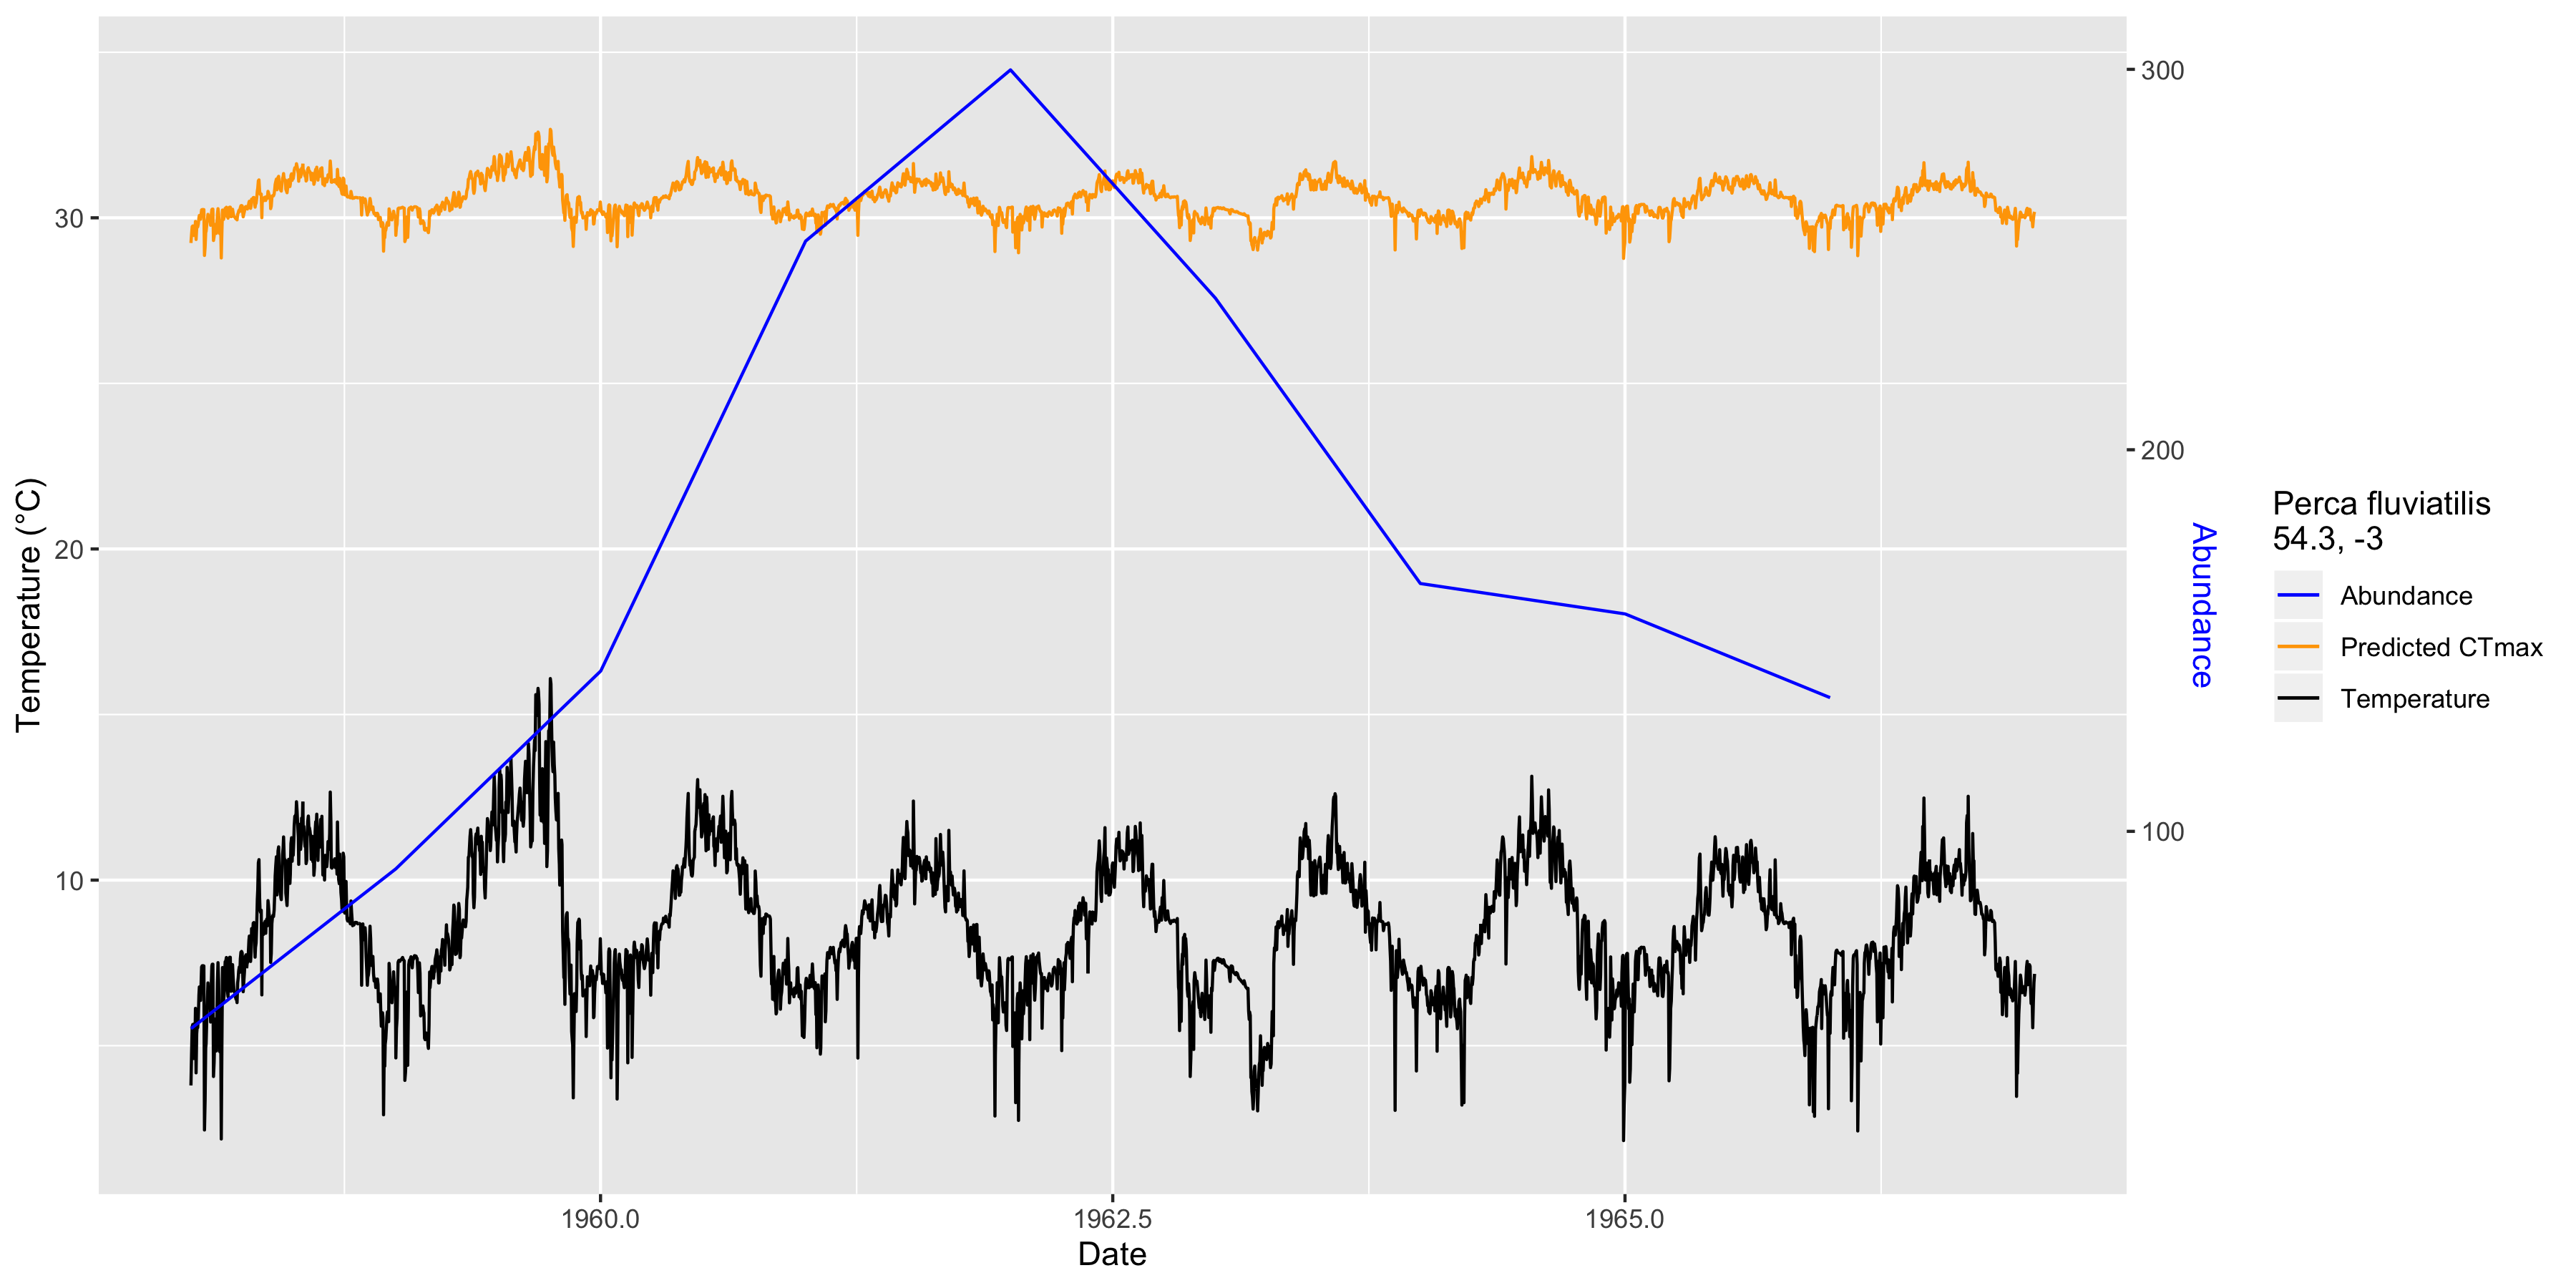 Temperature (°C)
30
20
10
1960.0
1962.5
1965.0
Date
300
200
100
Abundance
Perca fluviatilis
54.3, -3
Abundance
Predicted CTmax
Temperature